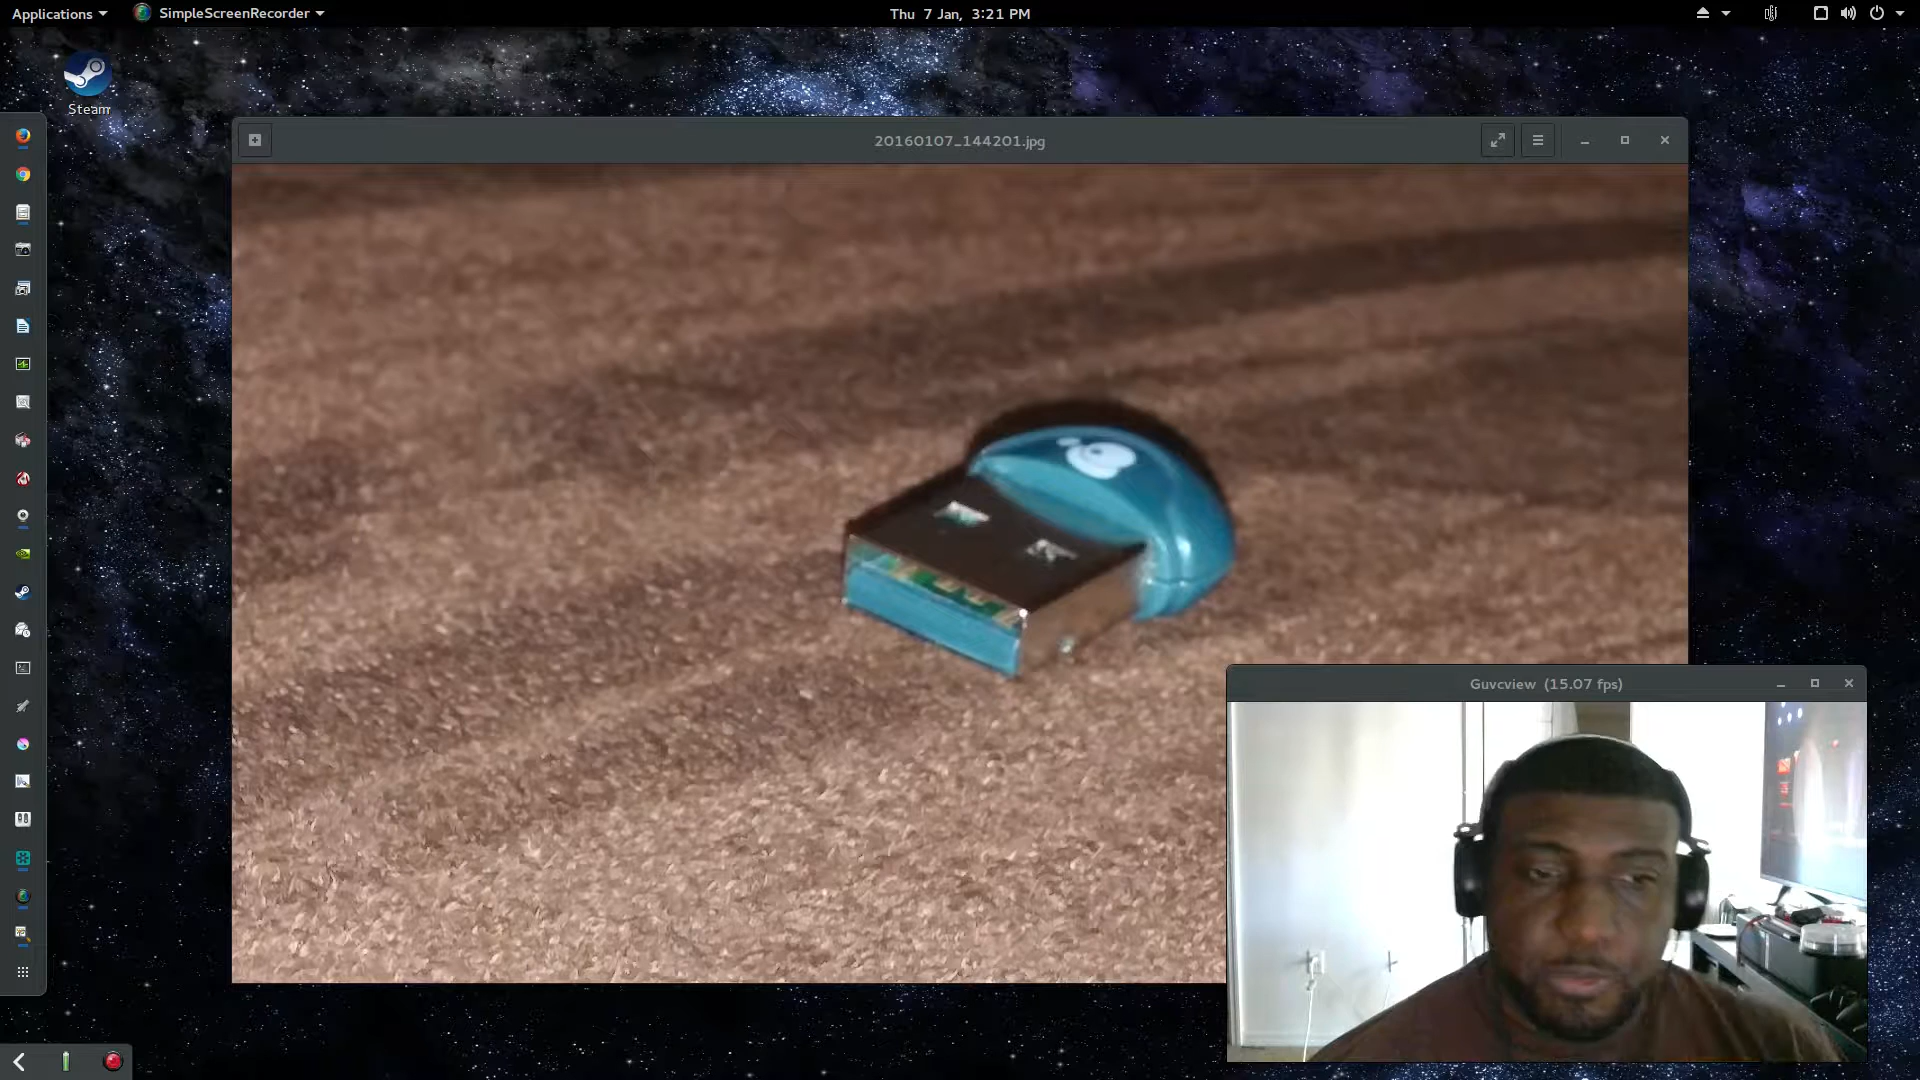 Applications
SimpleScreenRecorder
Thu 7 Jan, 3:21 PM
Steam
20160107_144201.jpg
Guvcview (15.07 fps)